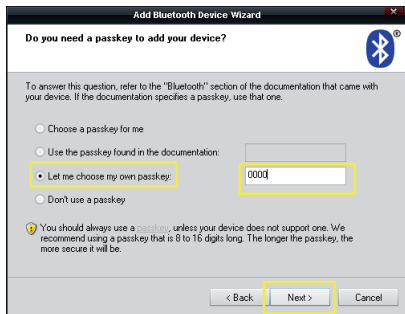 Add Bluetooth Device Wizard
Do you need a passkey to add your device?
®
To answer this question, refer to the "Bluetooth" section of the documentation that came with
your device. If the documentation specifies a passkey, use that one.
Choose a passkey for me
Use the passkey found in the documentation:
Let me choose my own passkey:
0000
Don't use a passkey
You should always use a passkey, unless your device does not support one. We
recommend using a passkey that is 8 to 16 digits long. The longer the passkey, the
more secure it will be.
< Back Next > Cancel